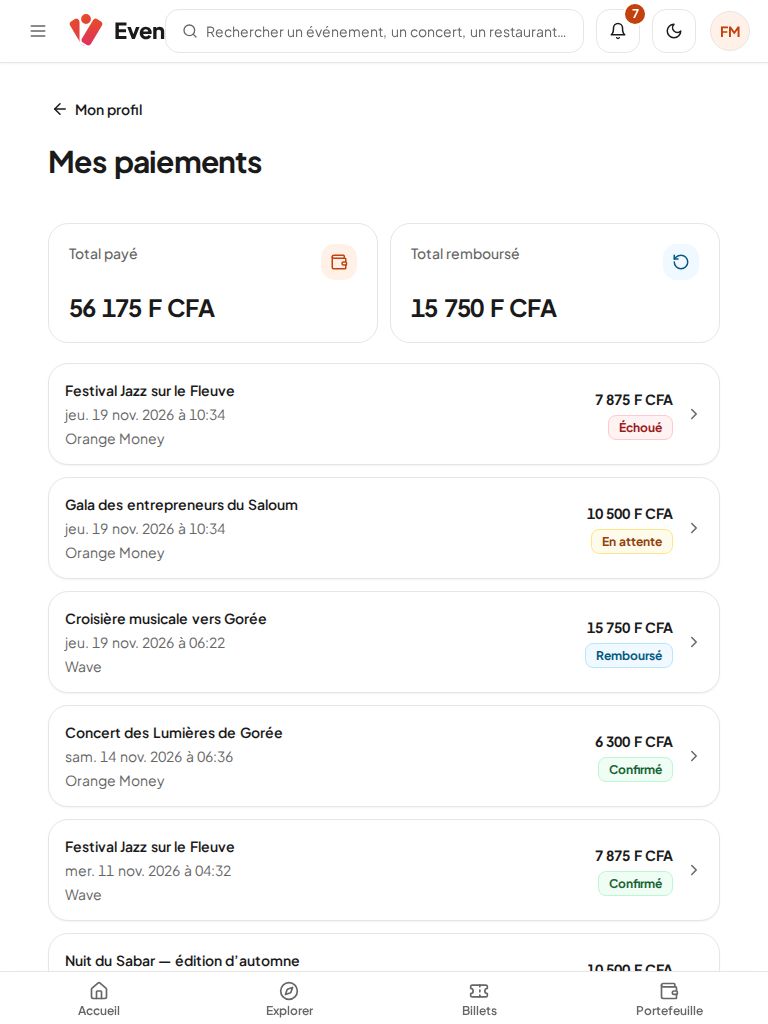 Even
Rechercher un événement, un concert, un restaurant...
7
FM
Mon profil
Mes paiements
Total payé
56 175 F CFA
Total remboursé
15 750 F CFA
Festival Jazz sur le Fleuve
jeu. 19 nov. 2026 à 10:34
Orange Money
7 875 F CFA
Échoué
Gala des entrepreneurs du Saloum
jeu. 19 nov. 2026 à 10:34
Orange Money
10 500 F CFA
En attente
Croisière musicale vers Gorée
jeu. 19 nov. 2026 à 06:22
Wave
15 750 F CFA
Remboursé
Concert des Lumières de Gorée
sam. 14 nov. 2026 à 06:36
Orange Money
6 300 F CFA
Confirmé
Festival Jazz sur le Fleuve
mer. 11 nov. 2026 à 04:32
Wave
7 875 F CFA
Confirmé
Nuit du Sabar — édition d'automne
10 500 F CFA
Accueil
Explorer
Billets
Portefeuille